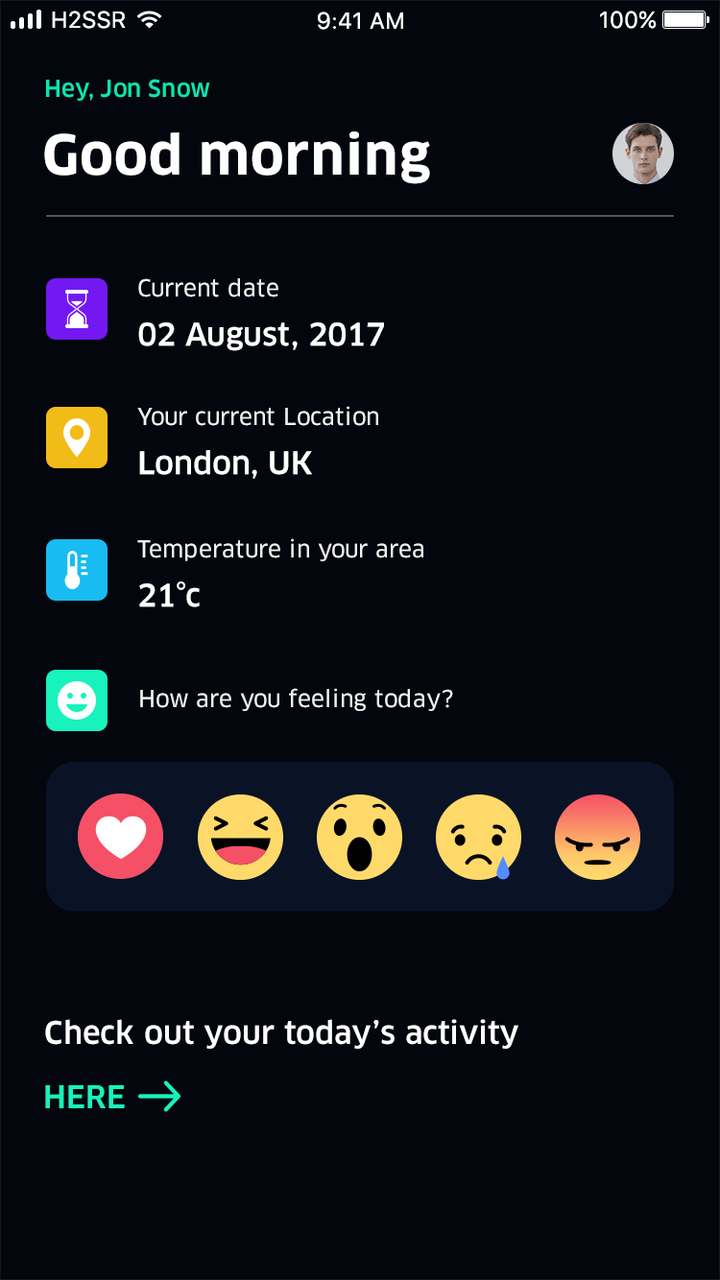 H2SSR 9:41 AM 100%
Hey, Jon Snow
Good morning
Current date
02 August, 2017
Your current Location
London, UK
Temperature in your area
21°c
How are you feeling today?
Check out your today’s activity
HERE